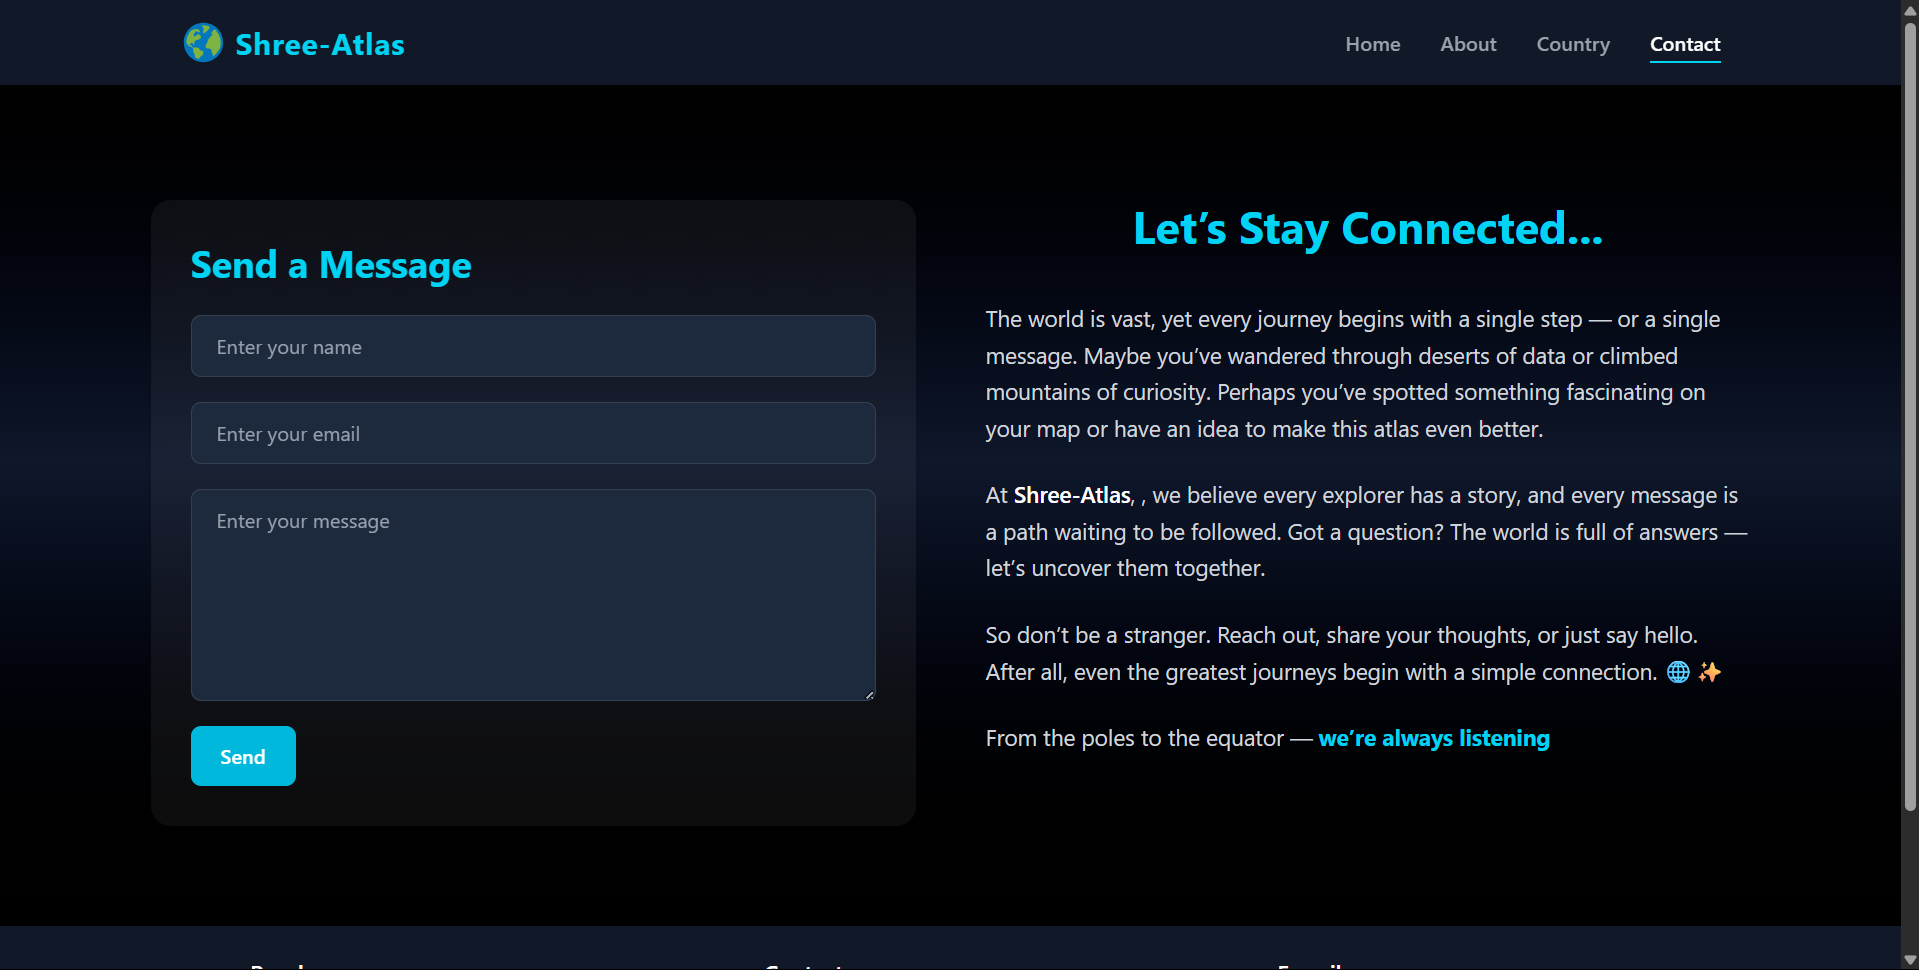 Shree-Atlas
Home
About
Country
Contact
Send a Message
Enter your name
Enter your email
Enter your message
Send
Let’s Stay Connected...
The world is vast, yet every journey begins with a single step — or a single
message. Maybe you’ve wandered through deserts of data or climbed
mountains of curiosity. Perhaps you’ve spotted something fascinating on
your map or have an idea to make this atlas even better.
At Shree-Atlas, , we believe every explorer has a story, and every message is
a path waiting to be followed. Got a question? The world is full of answers —
let’s uncover them together.
So don’t be a stranger. Reach out, share your thoughts, or just say hello.
After all, even the greatest journeys begin with a simple connection. 🌐 ✨
From the poles to the equator — we’re always listening